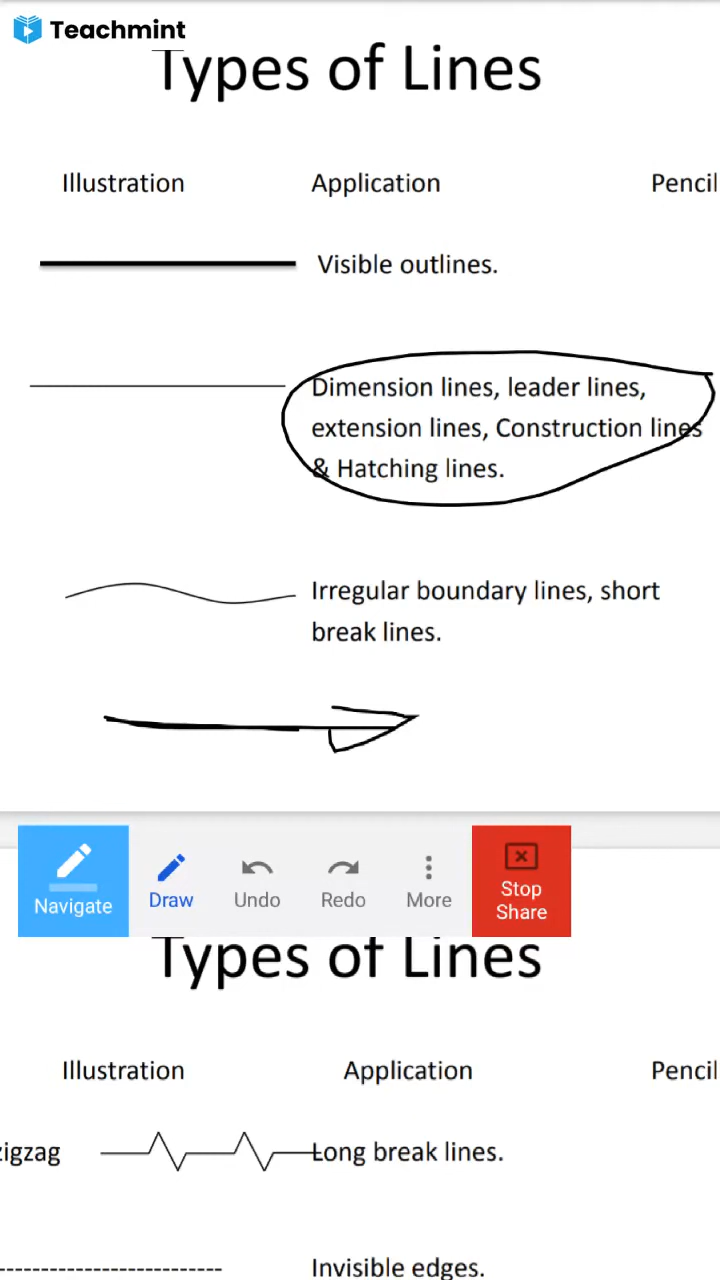 Teachmint
Types of Lines
Illustration Application Pencil
Visible outlines.
Dimension lines, leader lines,
extension lines, Construction lines
& Hatching lines.
Irregular boundary lines, short
break lines.
Navigate Draw Undo Redo More Stop Share
Types of Lines
Illustration Application Pencil
zigzag Long break lines.
Invisible edges.